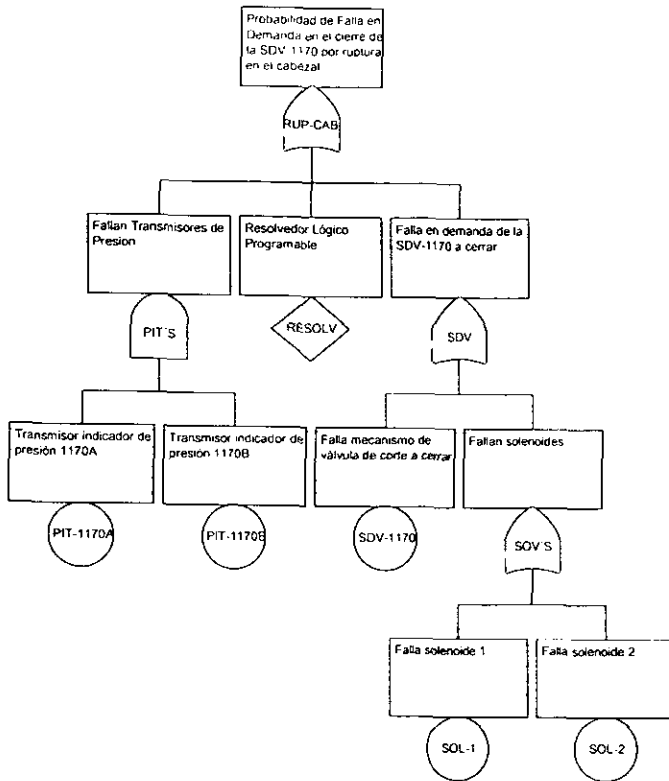 Probabilidad de Falla en
Demanda en el cierre de
la SDV 1170 por ruptura
en el cabezal
RUP-CAB
Fallan Transmisores de
Presion
Resolvedor Lógico
Programable
Falla en demanda de la
SDV-1170 a cerrar
PIT'S
RESOLV
SDV
Transmisor indicador de
presión 1170A
Transmisor indicador de
presión 1170B
Falla mecanismo de
válvula de corte a cerrar
Fallan solenoides
PIT-1170A
PIT-1170B
SDV-1170
SOV'S
Falla solenoide 1
Falla solenoide 2
SOL-1
SOL-2